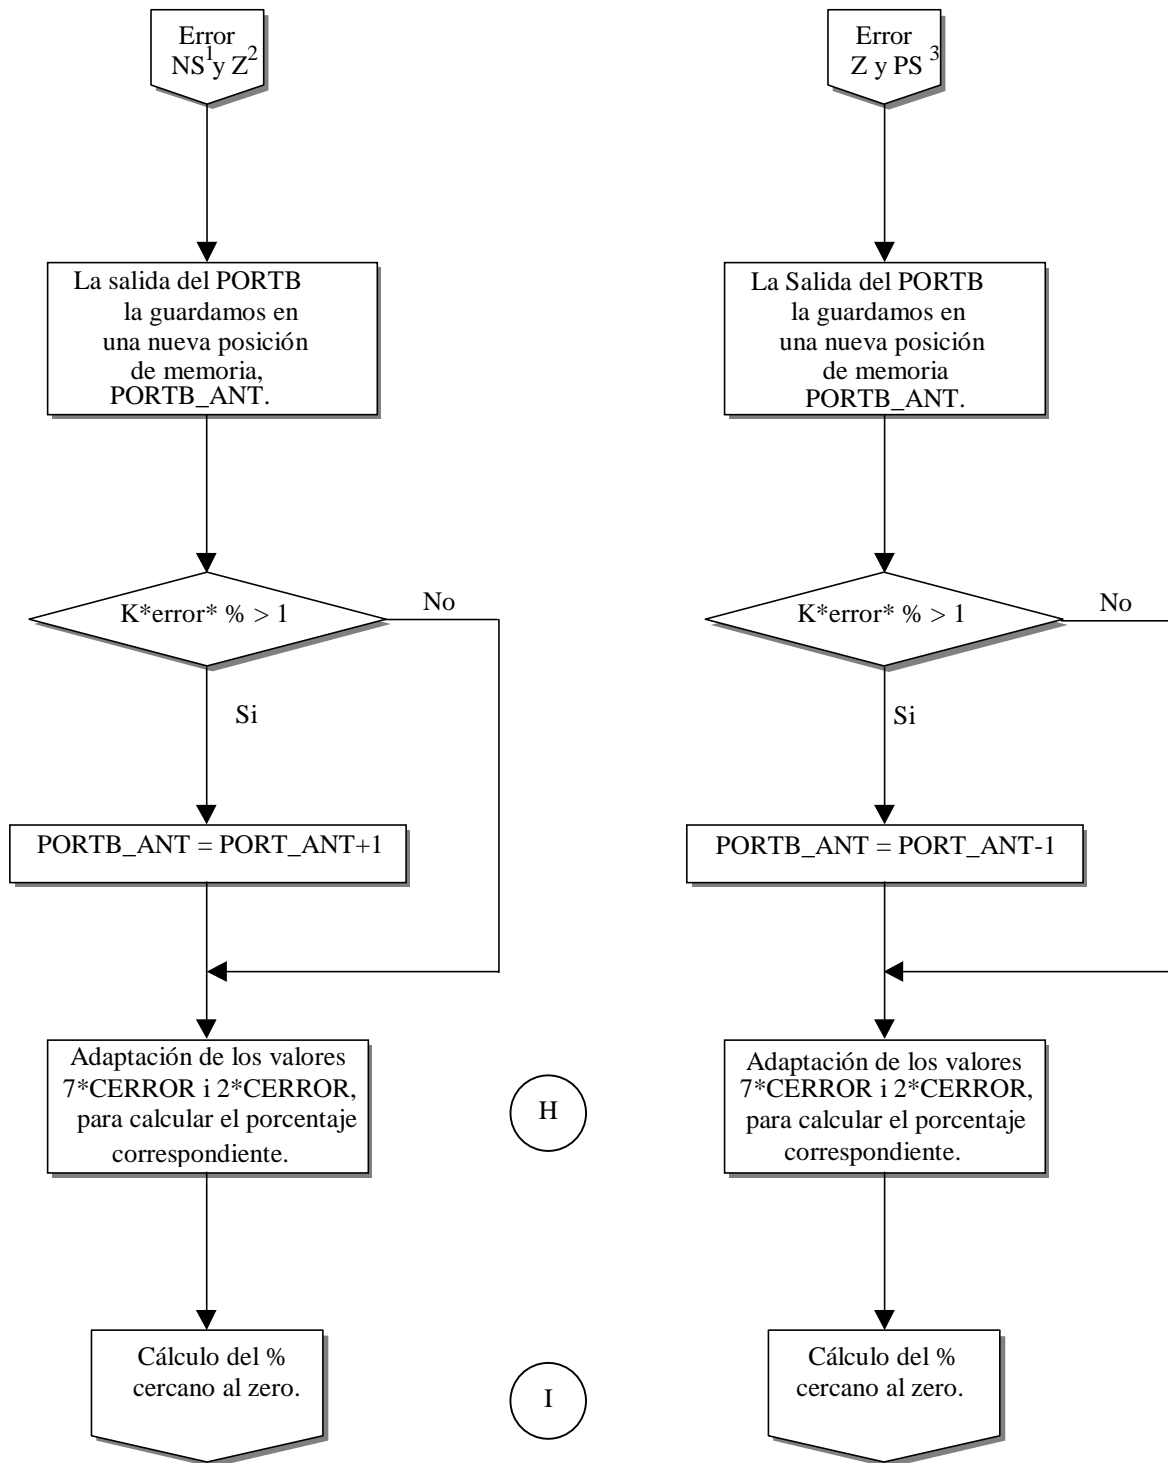 Error
NS¹y Z²
La salida del PORTB
la guardamos en
una nueva posición
de memoria,
PORTB_ANT.
K*error* % > 1
No
Si
PORTB_ANT = PORT_ANT+1
Adaptación de los valores
7*CERROR i 2*CERROR,
para calcular el porcentaje
correspondiente.
Cálculo del %
cercano al zero.
H
I
Error
Z y PS ³
La Salida del PORTB
la guardamos en
una nueva posición
de memoria
PORTB_ANT.
K*error* % > 1
No
Si
PORTB_ANT = PORT_ANT-1
Adaptación de los valores
7*CERROR i 2*CERROR,
para calcular el porcentaje
correspondiente.
Cálculo del %
cercano al zero.